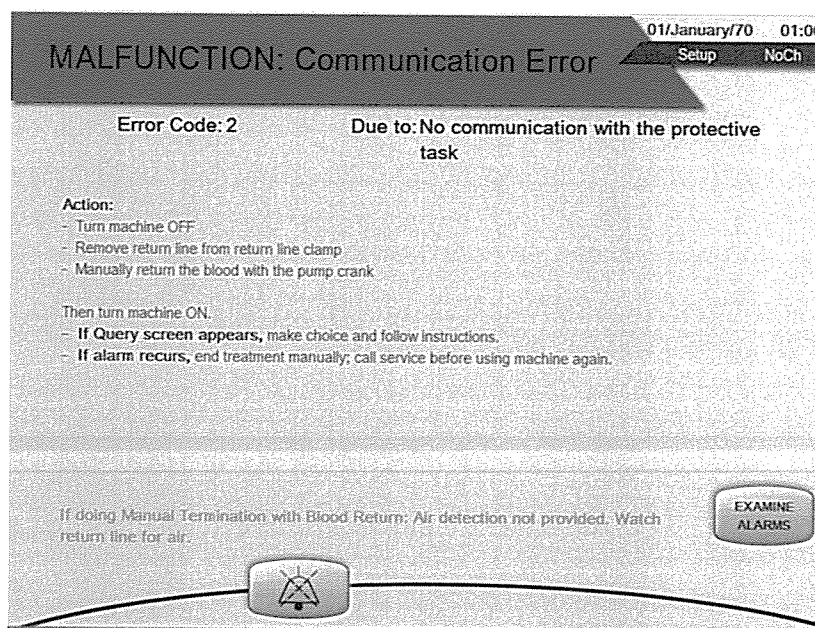 01/January/70 01:00
MALFUNCTION: Communication Error
Setup NoCh
Error Code: 2 Due to: No communication with the protective
task
Action:
- Turn machine OFF
- Remove return line from return line clamp
- Manually return the blood with the pump crank
Then turn machine ON.
- If Query screen appears, make choice and follow instructions.
- If alarm recurs, end treatment manually; call service before using machine again.
If doing Manual Termination with Blood Return: Air detection not provided. Watch
return line for air.
EXAMINE
ALARMS